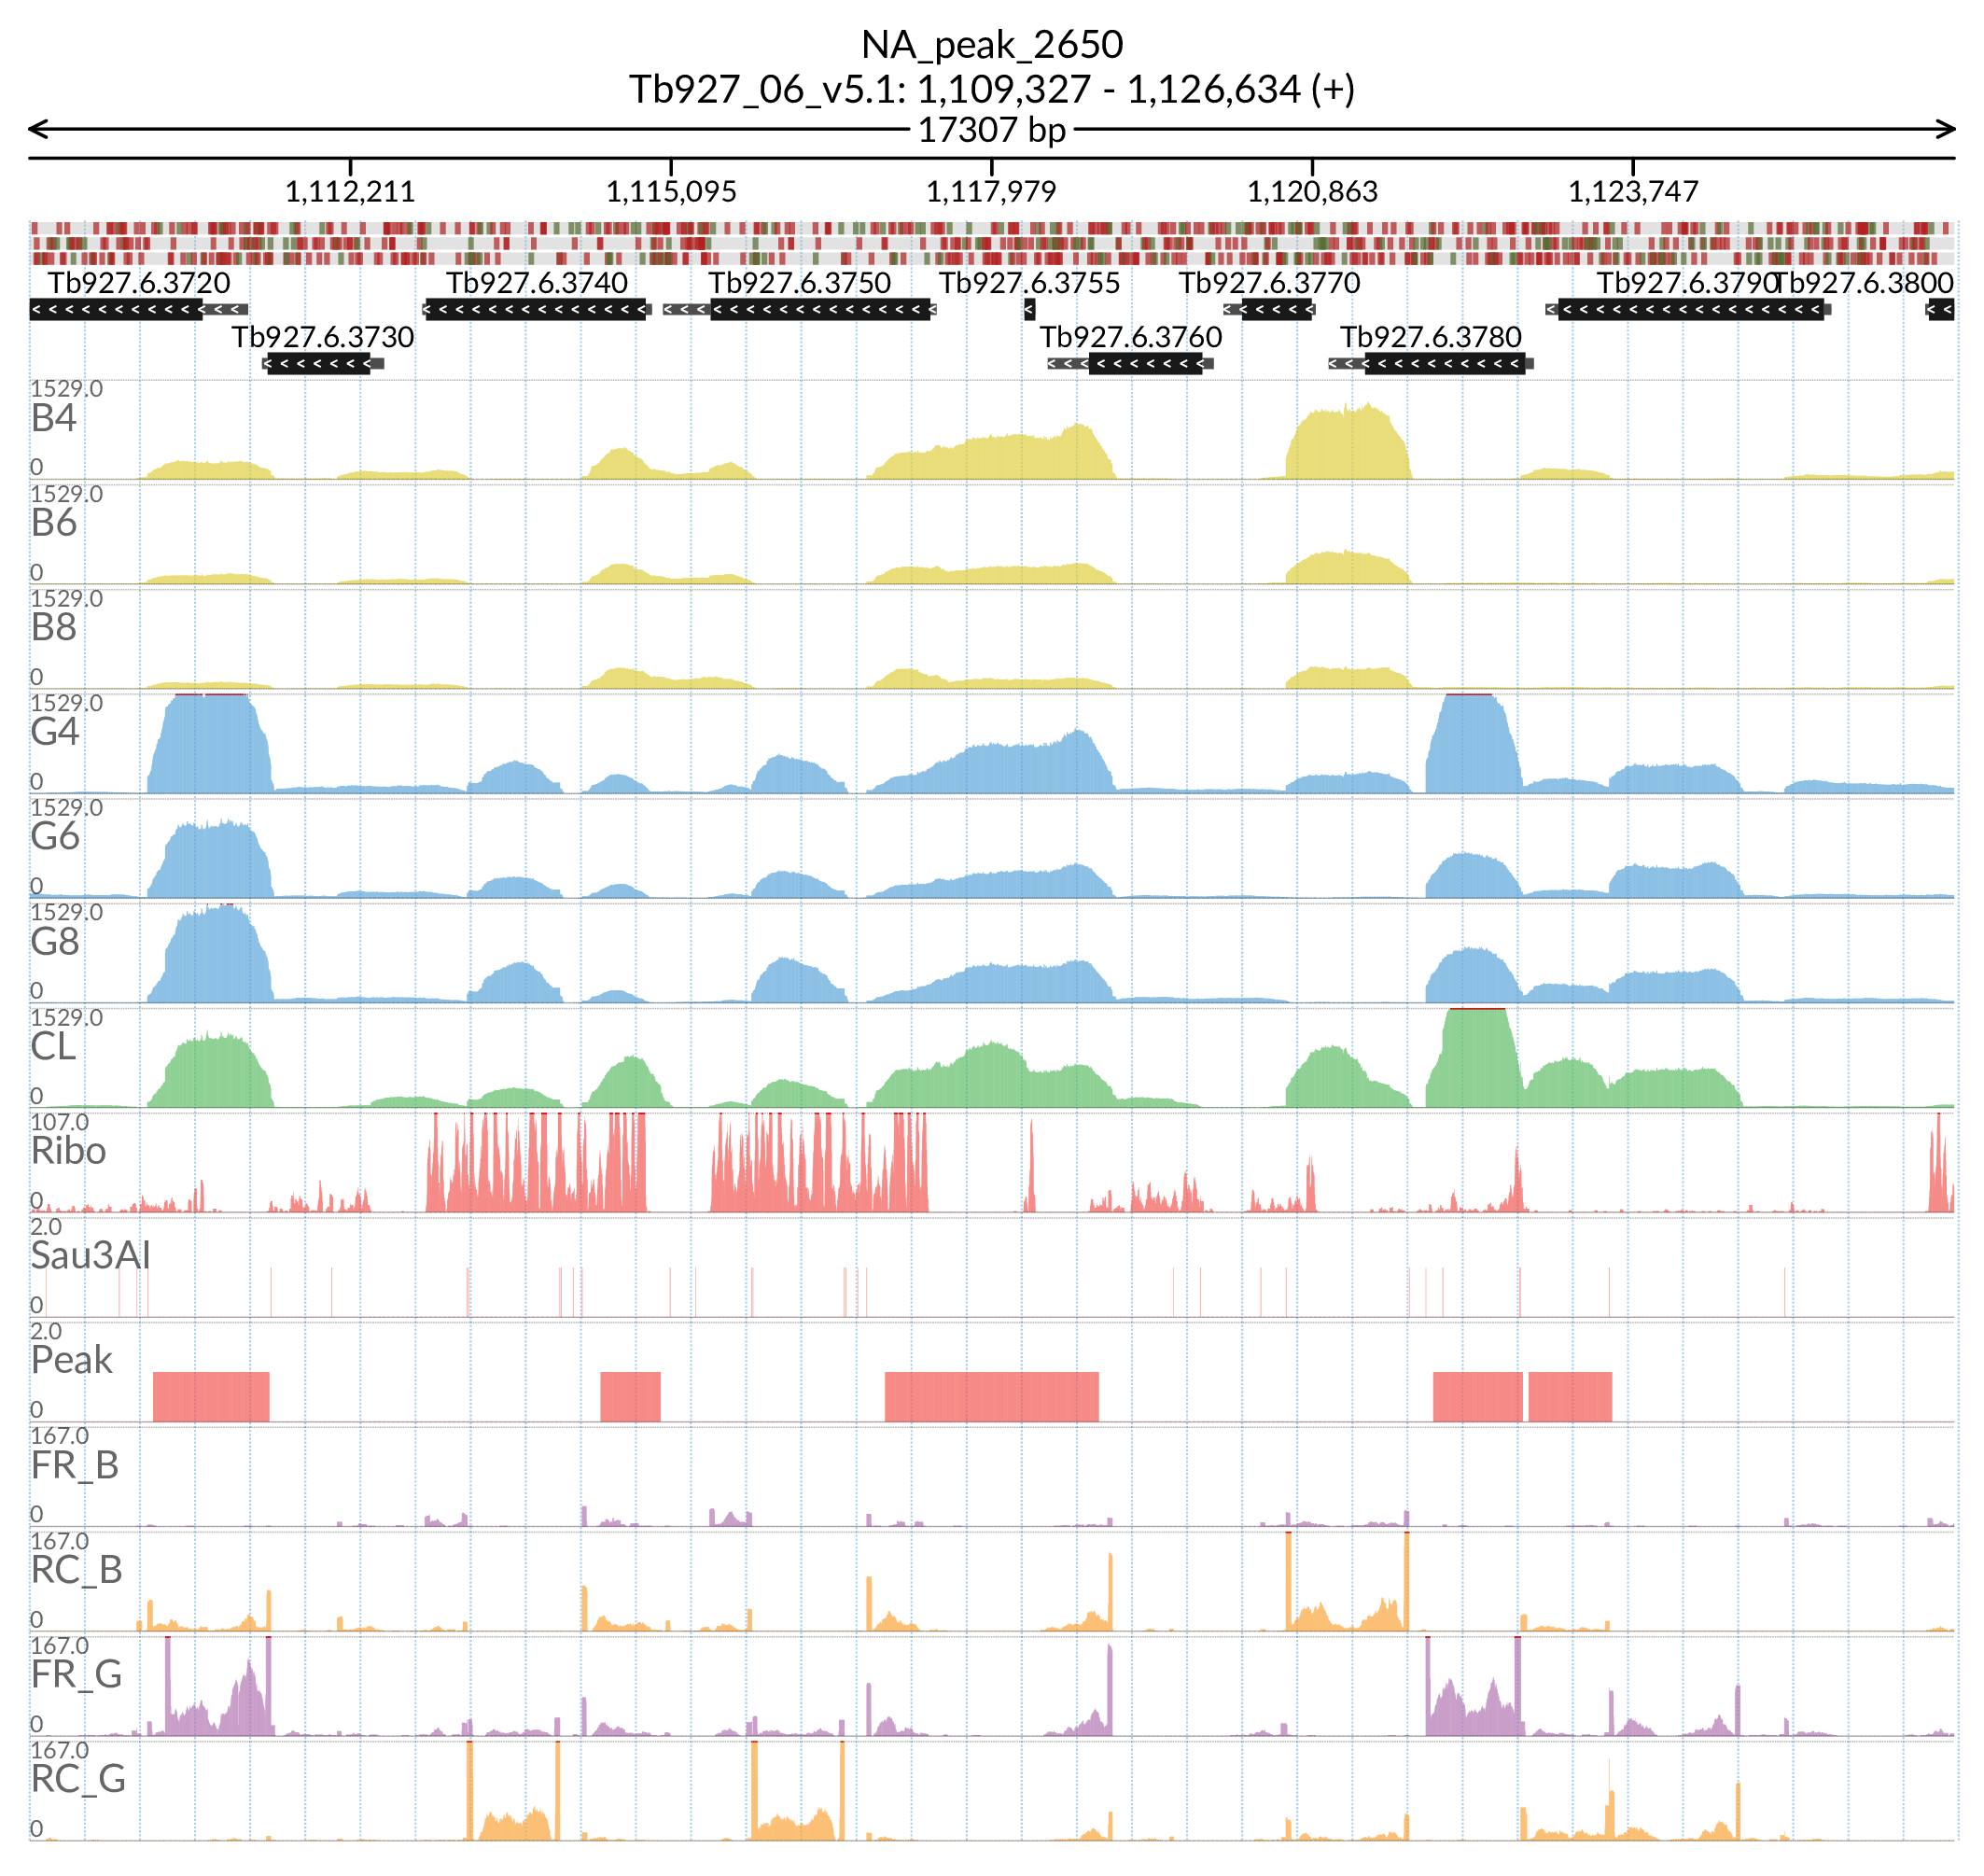 NA_peak_2650
Tb927_06_v5.1: 1,109,327 - 1,126,634 (+)
17307 bp
1,112,211 1,115,095 1,117,979 1,120,863 1,123,747
Tb927.6.3720 Tb927.6.3740 Tb927.6.3750 Tb927.6.3755 Tb927.6.3770 Tb927.6.3790 Tb927.6.3800
Tb927.6.3730 Tb927.6.3760 Tb927.6.3780
1529.0
B4
0
1529.0
B6
0
1529.0
B8
0
1529.0
G4
0
1529.0
G6
0
1529.0
G8
0
1529.0
CL
0
107.0
Ribo
0
2.0
Sau3AI
0
2.0
Peak
0
167.0
FR_B
0
167.0
RC_B
0
167.0
FR_G
0
167.0
RC_G
0